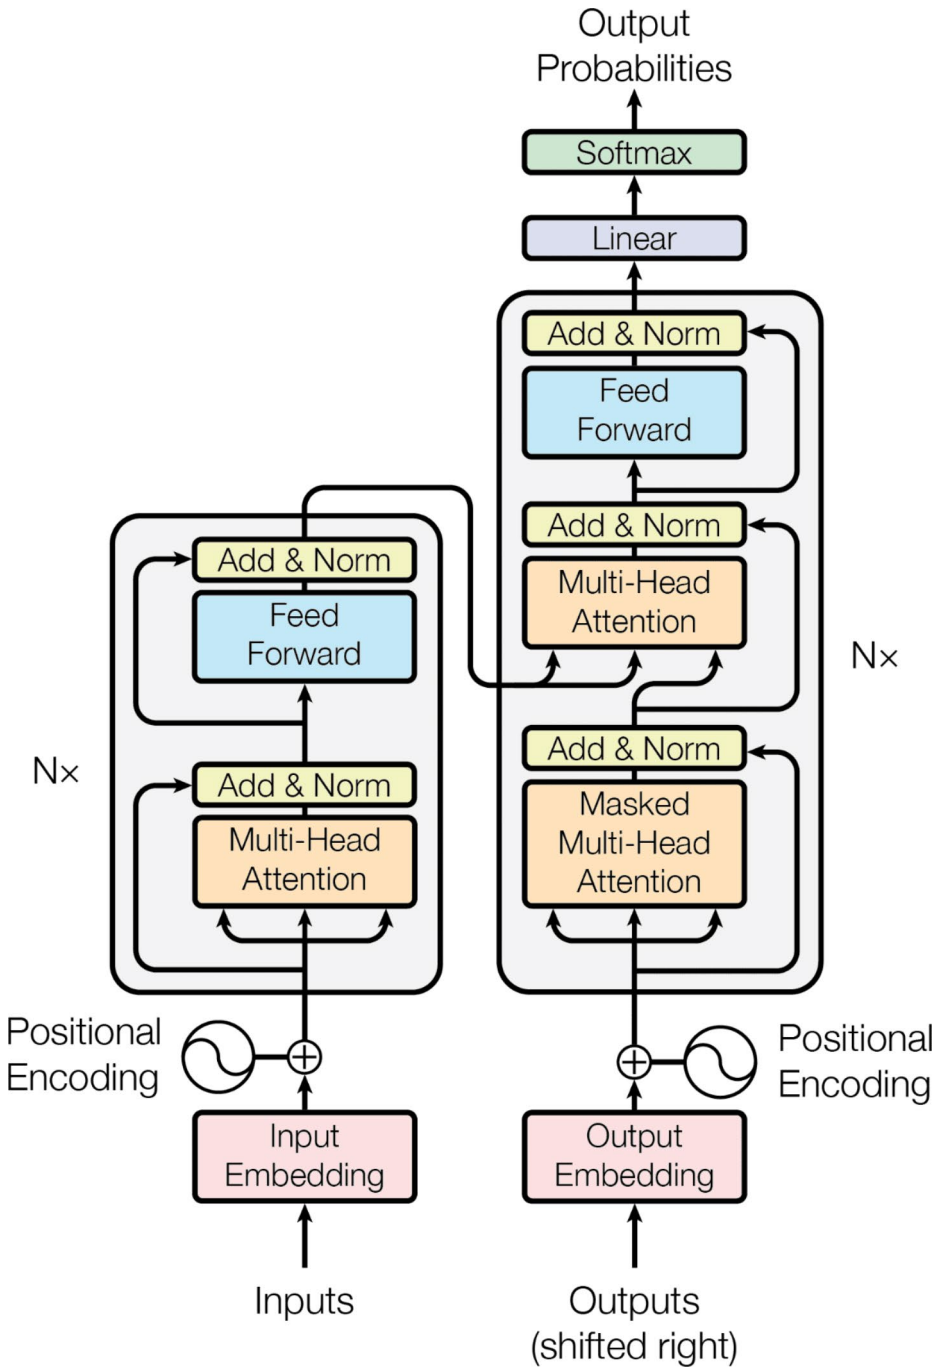 Output
Probabilities
Softmax
Linear
Add & Norm
Feed
Forward
Add & Norm
Multi-Head
Attention
Add & Norm
Masked
Multi-Head
Attention
N×
Add & Norm
Feed
Forward
Add & Norm
Multi-Head
Attention
N×
Positional
Encoding
Positional
Encoding
Input
Embedding
Output
Embedding
Inputs
Outputs
(shifted right)